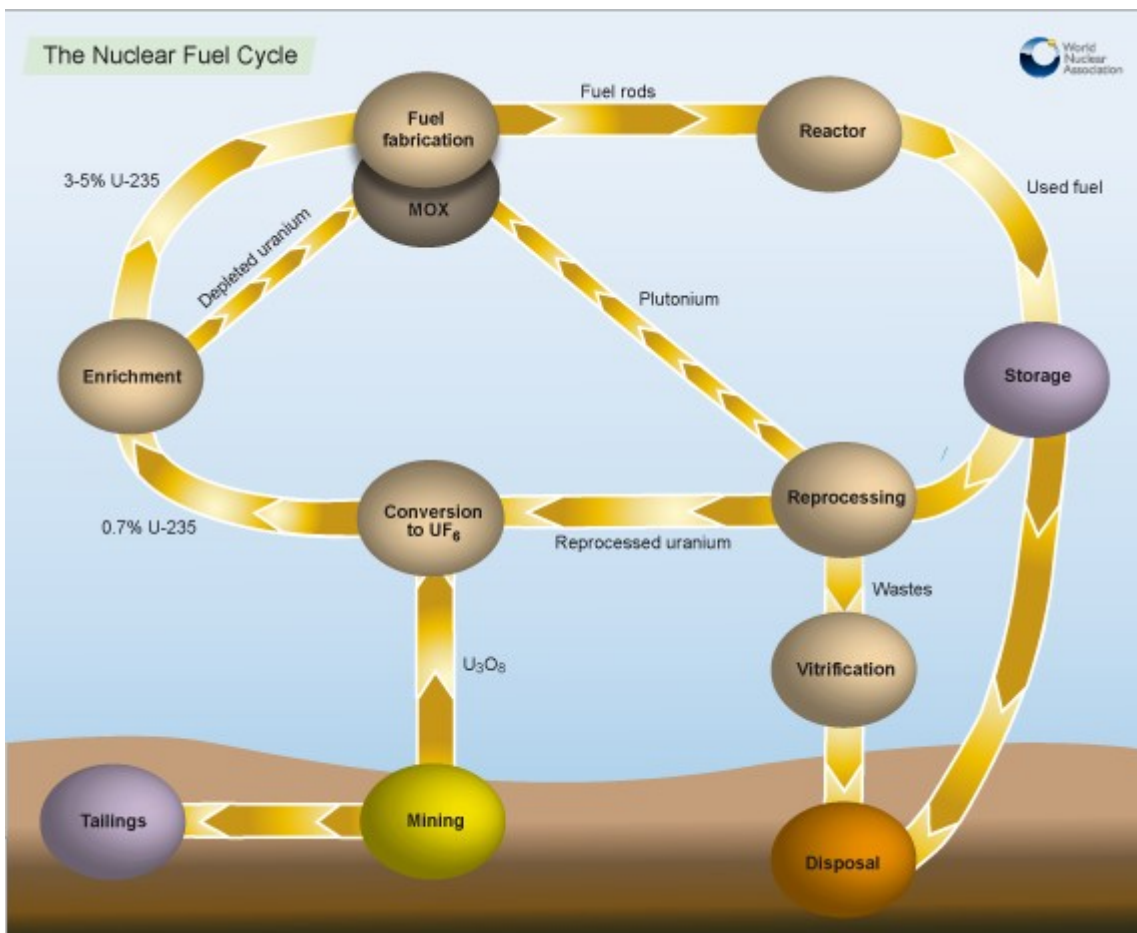 The Nuclear Fuel Cycle
World
Nuclear
Association
Fuel rods
Fuel
fabrication
Reactor
3-5% U-235
Used fuel
MOX
Depleted uranium
Plutonium
Enrichment
Storage
Reprocessing
Conversion
to UF₆
0.7% U-235
Reprocessed uranium
Wastes
U₃O₈
Vitrification
Tailings
Mining
Disposal